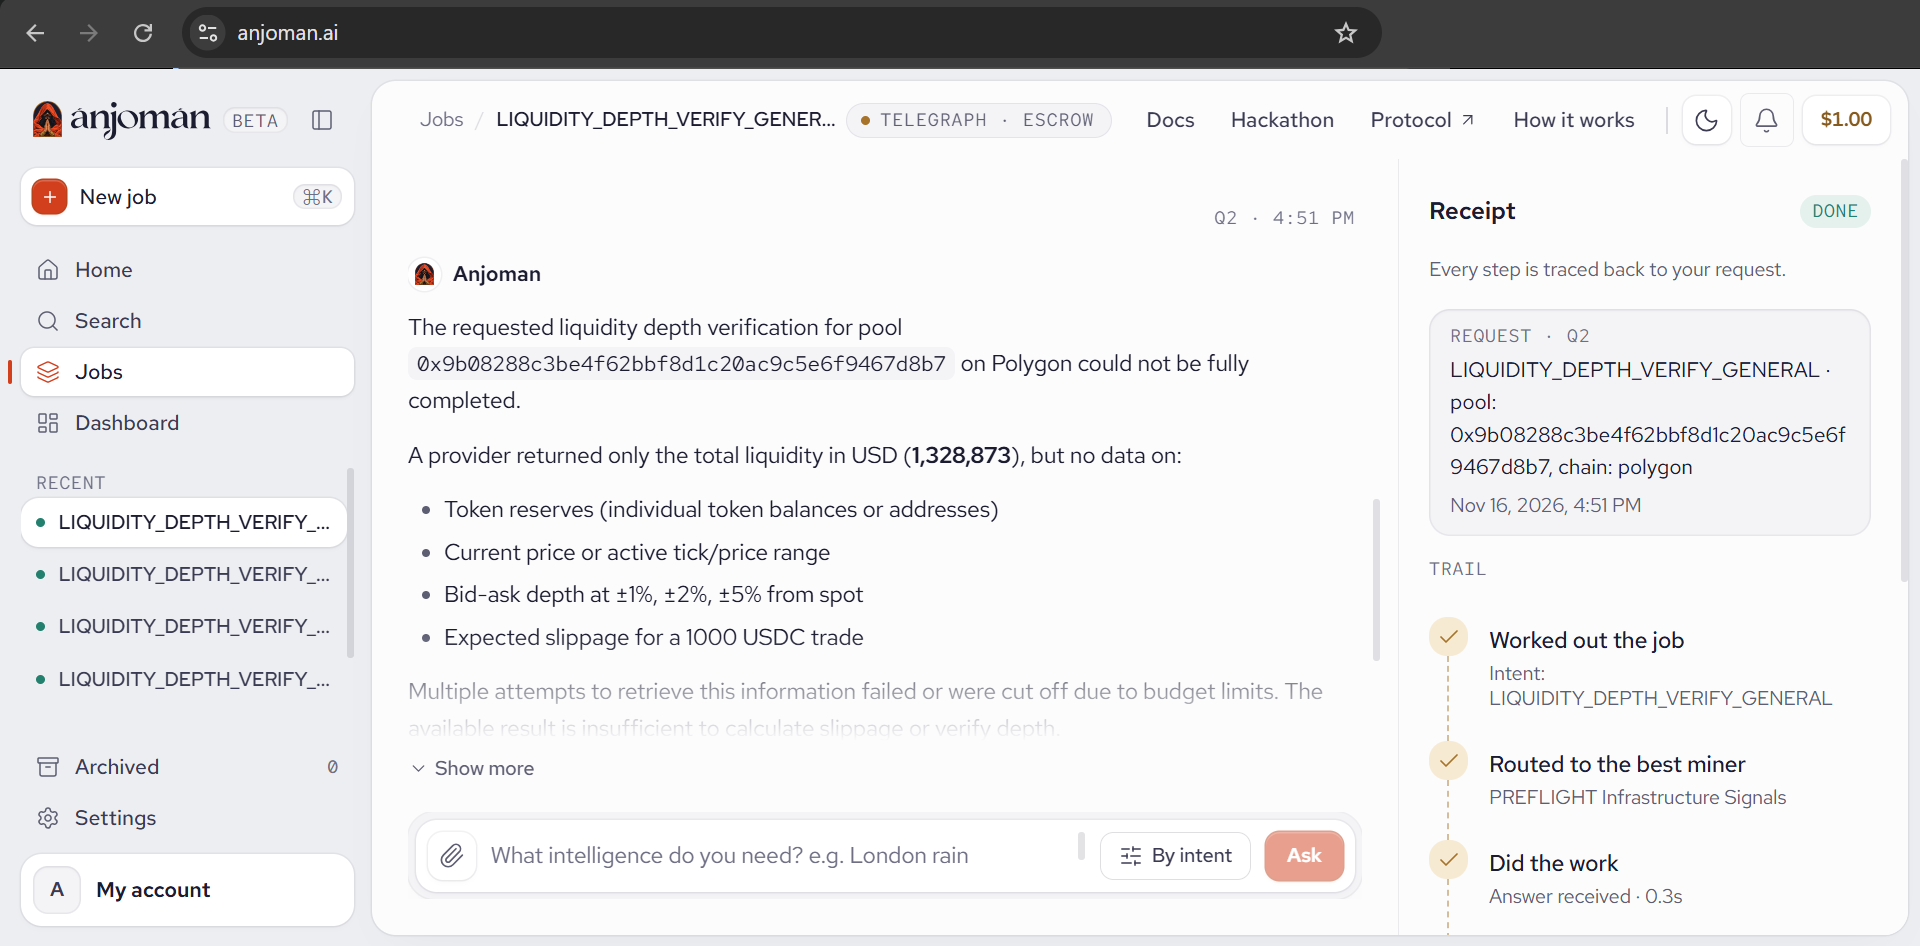 anjoman.ai
ánjomán
BETA
New job
⌘K
Home
Search
Jobs
Dashboard
RECENT
LIQUIDITY_DEPTH_VERIFY_...
LIQUIDITY_DEPTH_VERIFY_...
LIQUIDITY_DEPTH_VERIFY_...
LIQUIDITY_DEPTH_VERIFY_...
Archived 0
Settings
A My account
Jobs / LIQUIDITY_DEPTH_VERIFY_GENER...
TELEGRAPH · ESCROW
Docs
Hackathon
Protocol ↗
How it works
$1.00
Q2 · 4:51 PM
Anjoman
The requested liquidity depth verification for pool
0x9b08288c3be4f62bbf8d1c20ac9c5e6f9467d8b7 on Polygon could not be fully
completed.
A provider returned only the total liquidity in USD (1,328,873), but no data on:
• Token reserves (individual token balances or addresses)
• Current price or active tick/price range
• Bid-ask depth at ±1%, ±2%, ±5% from spot
• Expected slippage for a 1000 USDC trade
Multiple attempts to retrieve this information failed or were cut off due to budget limits. The
available result is insufficient to calculate slippage or verify depth.
Show more
What intelligence do you need? e.g. London rain
By intent
Ask
Receipt
DONE
Every step is traced back to your request.
REQUEST · Q2
LIQUIDITY_DEPTH_VERIFY_GENERAL ·
pool:
0x9b08288c3be4f62bbf8d1c20ac9c5e6f
9467d8b7, chain: polygon
Nov 16, 2026, 4:51 PM
TRAIL
Worked out the job
Intent:
LIQUIDITY_DEPTH_VERIFY_GENERAL
Routed to the best miner
PREFLIGHT Infrastructure Signals
Did the work
Answer received · 0.3s